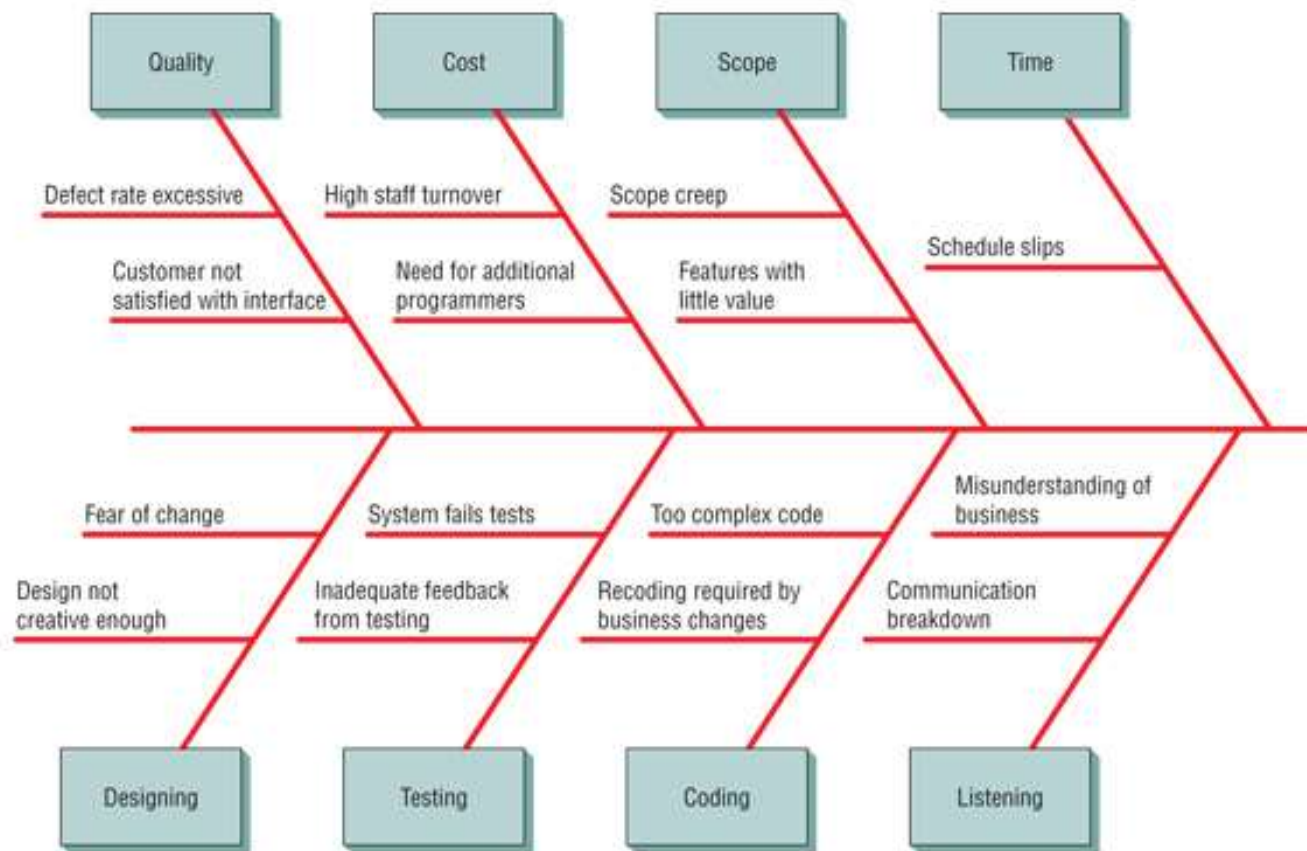 Quality
Cost
Scope
Time
Defect rate excessive
High staff turnover
Scope creep
Schedule slips
Customer not
satisfied with interface
Need for additional
programmers
Features with
little value
Fear of change
System fails tests
Too complex code
Misunderstanding of
business
Design not
creative enough
Inadequate feedback
from testing
Recoding required by
business changes
Communication
breakdown
Designing
Testing
Coding
Listening